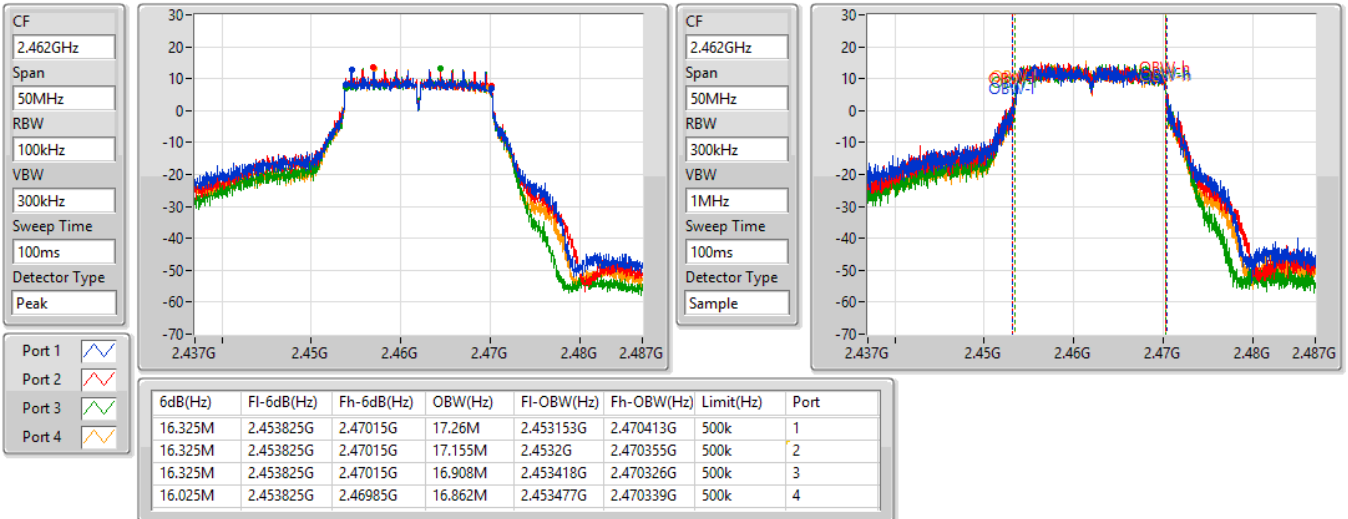 CF
2.462GHz
Span
50MHz
RBW
100kHz
VBW
300kHz
Sweep Time
100ms
Detector Type
Peak
30
20
10
0
-10
-20
-30
-40
-50
-60
-70
2.437G 2.45G 2.46G 2.47G 2.48G 2.487G
CF
2.462GHz
Span
50MHz
RBW
300kHz
VBW
1MHz
Sweep Time
100ms
Detector Type
Sample
30
20
10
0
-10
-20
-30
-40
-50
-60
-70
OBW-l
OBW-h
2.437G 2.45G 2.46G 2.47G 2.48G 2.487G
Port 1
Port 2
Port 3
Port 4
6dB(Hz) Fl-6dB(Hz) Fh-6dB(Hz) OBW(Hz) Fl-OBW(Hz) Fh-OBW(Hz) Limit(Hz) Port
16.325M 2.453825G 2.47015G 17.26M 2.453153G 2.470413G 500k 1
16.325M 2.453825G 2.47015G 17.155M 2.4532G 2.470355G 500k 2
16.325M 2.453825G 2.47015G 16.908M 2.453418G 2.470326G 500k 3
16.025M 2.453825G 2.46985G 16.862M 2.453477G 2.470339G 500k 4